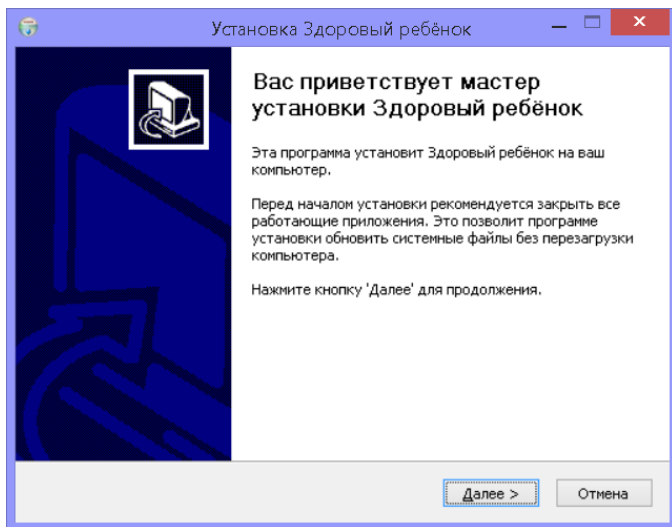 Установка Здоровый ребёнок
Вас приветствует мастер
установки Здоровый ребёнок
Эта программа установит Здоровый ребёнок на ваш
компьютер.
Перед началом установки рекомендуется закрыть все
работающие приложения. Это позволит программе
установки обновить системные файлы без перезагрузки
компьютера.
Нажмите кнопку 'Далее' для продолжения.
Далее >
Отмена